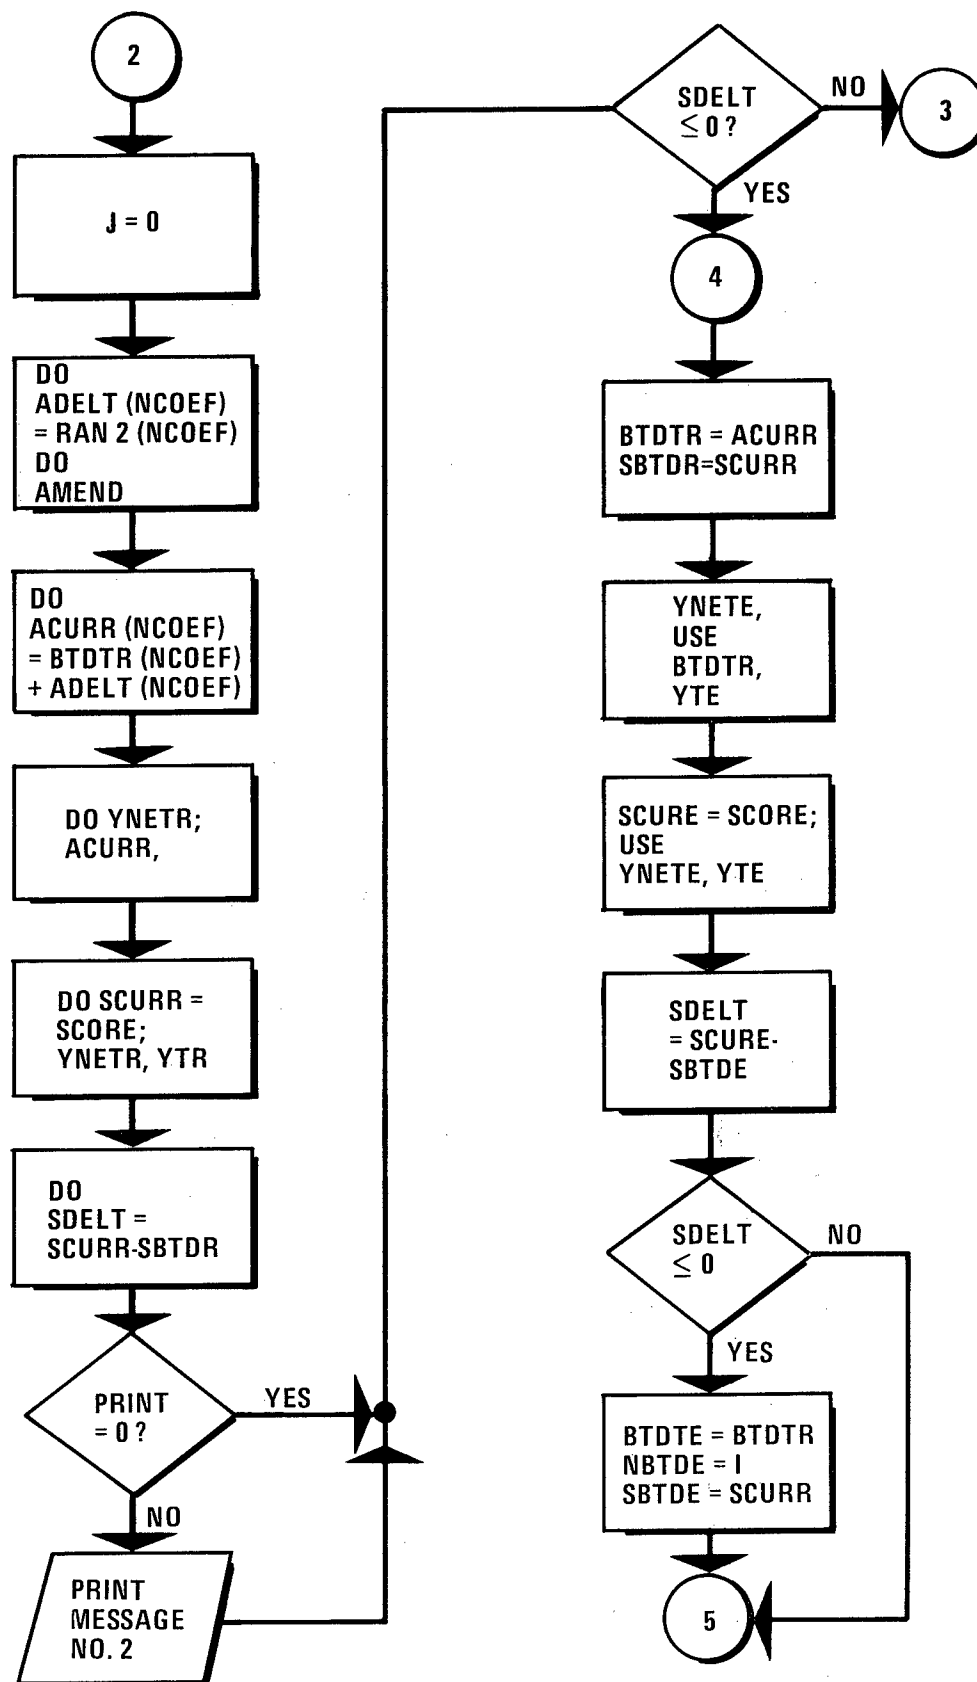 2
J = 0
DO
ADELT (NCOEF)
= RAN 2 (NCOEF)
DO
AMEND
DO
ACURR (NCOEF)
= BTDTR (NCOEF)
+ ADELT (NCOEF)
DO YNETR;
ACURR,
DO SCURR =
SCORE;
YNETR, YTR
DO
SDELT =
SCURR-SBTDR
PRINT
= 0 ?
YES
NO
PRINT
MESSAGE
NO. 2
SDELT
≤ 0 ?
NO
3
YES
4
BTDTR = ACURR
SBTDR=SCURR
YNETE,
USE
BTDTR,
YTE
SCURE = SCORE;
USE
YNETE, YTE
SDELT
= SCURE-
SBTDE
SDELT
≤ 0
NO
YES
BTDTE = BTDTR
NBTDE = I
SBTDE = SCURR
5